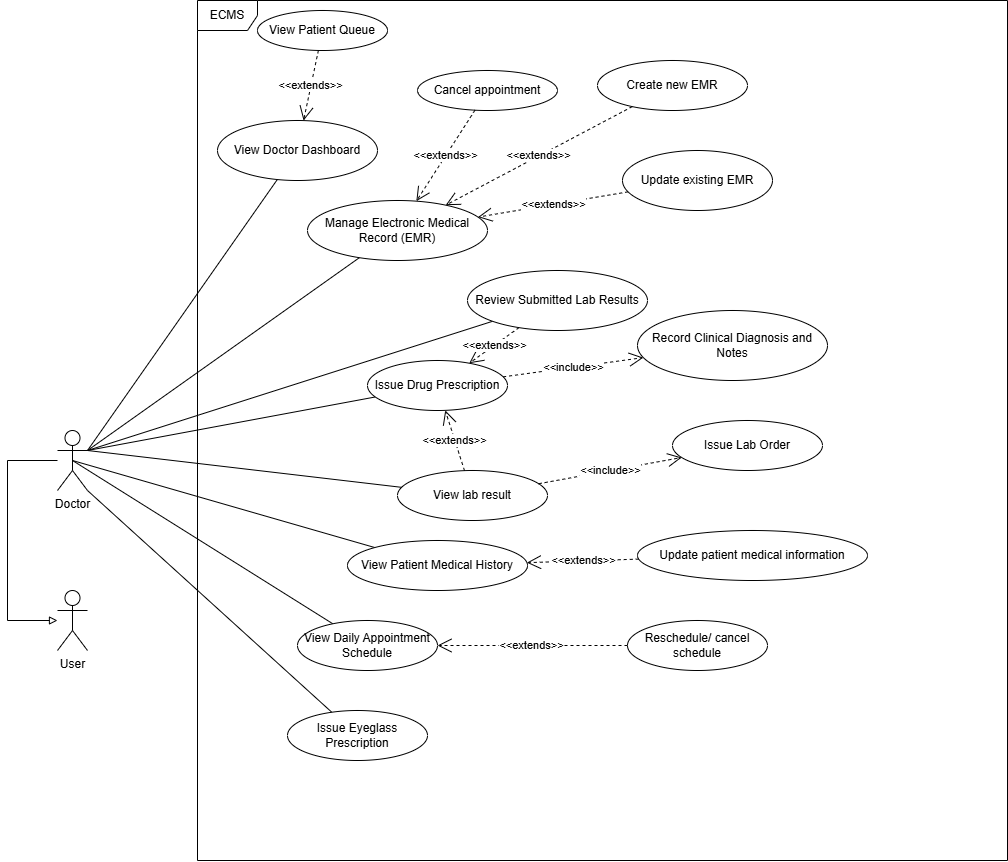 ECMS
View Patient Queue
<<extends>>
View Doctor Dashboard
Cancel appointment
<<extends>>
Create new EMR
<<extends>>
Update existing EMR
<<extends>>
Manage Electronic Medical
Record (EMR)
Review Submitted Lab Results
<<extends>>
Record Clinical Diagnosis and
Notes
<<include>>
Issue Drug Prescription
<<extends>>
Issue Lab Order
<<include>>
View lab result
Doctor
View Patient Medical History
<<extends>>
Update patient medical information
View Daily Appointment
Schedule
<<extends>>
Reschedule/ cancel
schedule
User
Issue Eyeglass
Prescription